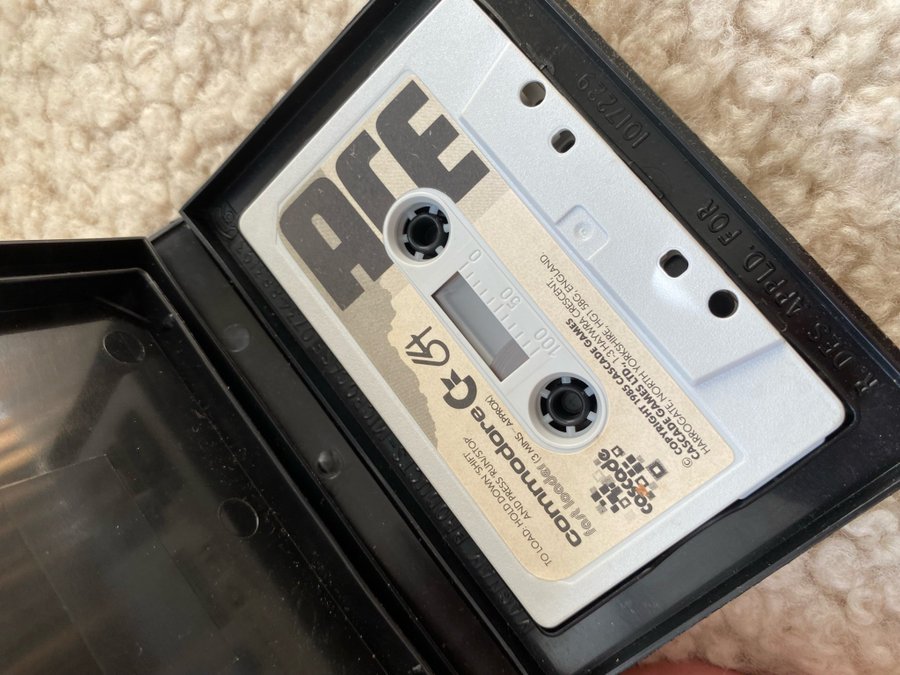 ACE
commodore 64
fast loader (3 MINS – APPROX)
TO LOAD: HOLD DOWN 'SHIFT'
AND PRESS RUN/STOP
cascade
© COPYRIGHT 1985 CASCADE GAMES
CASCADE GAMES LTD., 1-3 HAYWRA CRESCENT,
HARROGATE, NORTH YORKSHIRE, HG1 5BG, ENGLAND
0 50 100
R. DES. APPLD. FOR 1017229